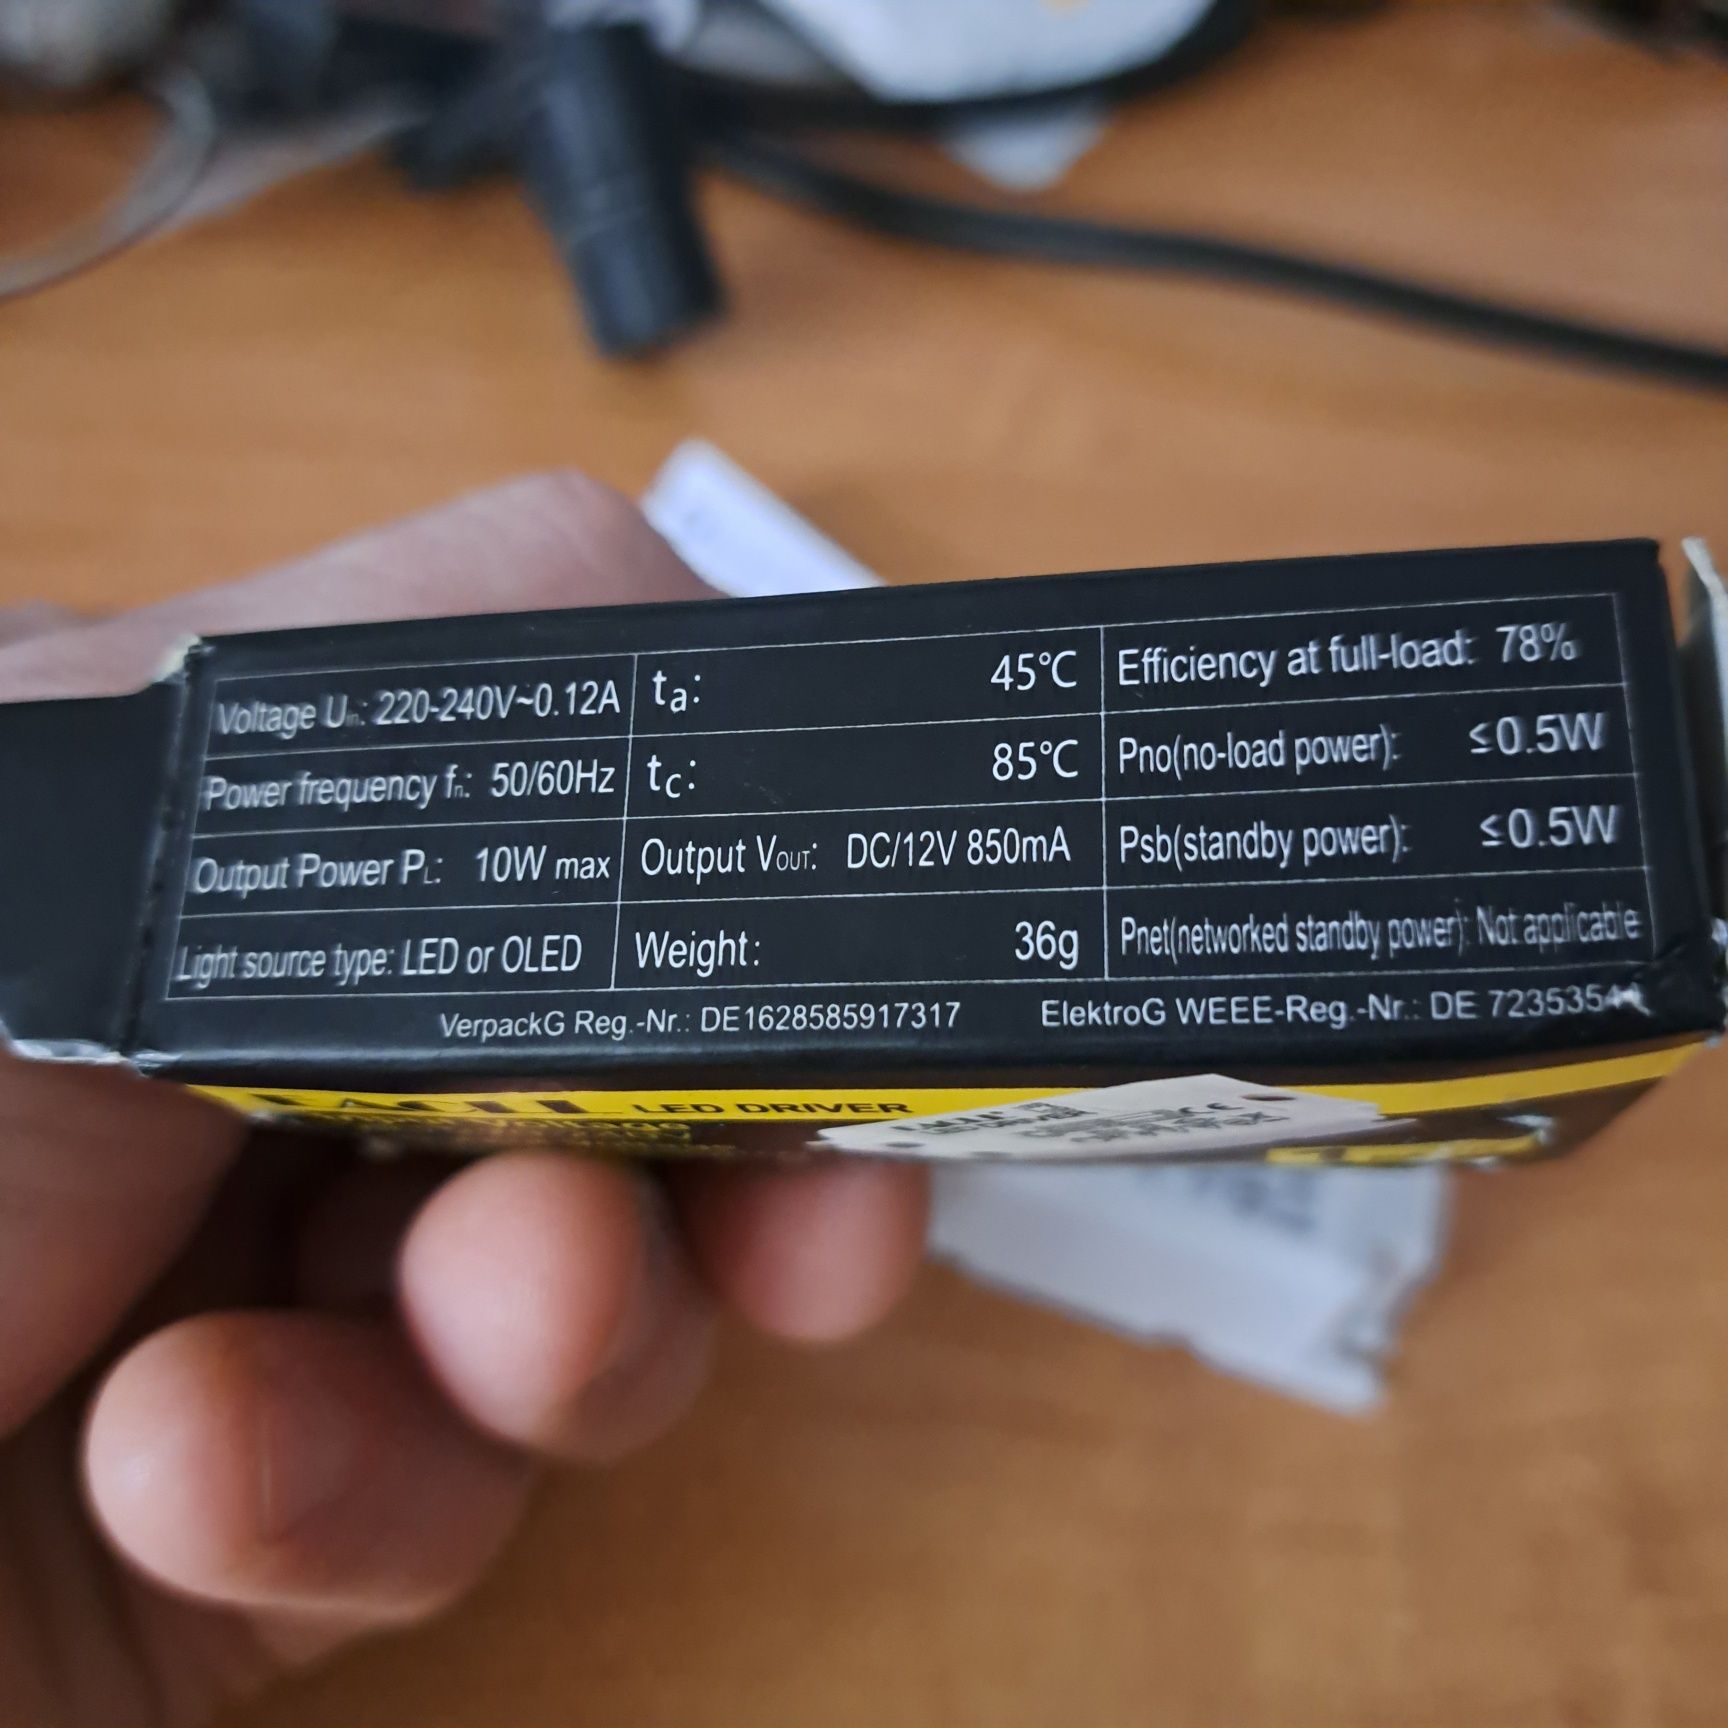 Voltage Uin: 220-240V~0.12A
ta: 45℃
Efficiency at full-load: 78%
Power frequency fn: 50/60Hz
tc: 85℃
Pno(no-load power): ≤0.5W
Output Power PL: 10W max
Output VOUT: DC/12V 850mA
Psb(standby power): ≤0.5W
Light source type: LED or OLED
Weight: 36g
Pnet(networked standby power): Not applicable
VerpackG Reg.-Nr.: DE1628585917317
ElektroG WEEE-Reg.-Nr.: DE
LED DRIVER